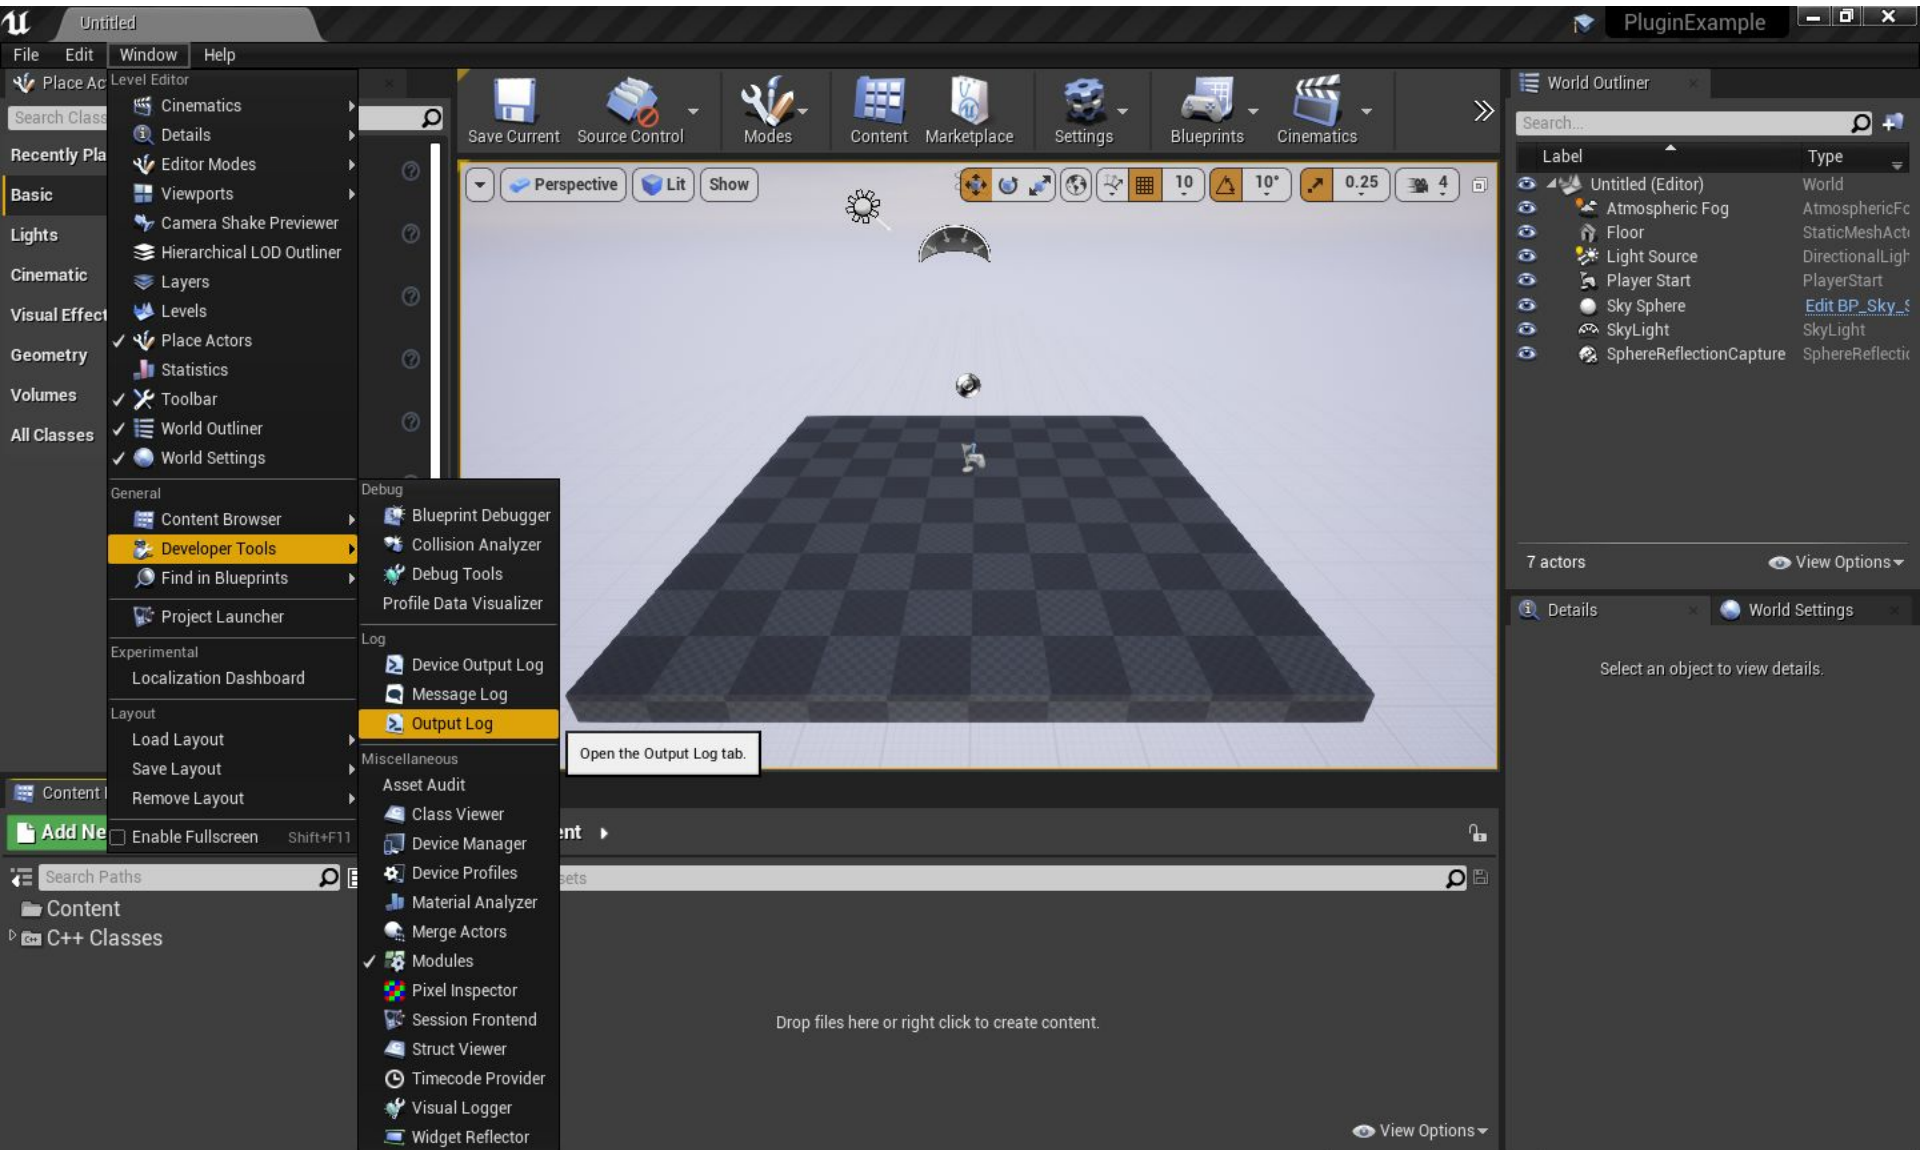 Untitled
PluginExample
File Edit Window Help
Place Ac
Search Class
Recently Pla
Basic
Lights
Cinematic
Visual Effect
Geometry
Volumes
All Classes
Level Editor
Cinematics
Details
Editor Modes
Viewports
Camera Shake Previewer
Hierarchical LOD Outliner
Layers
Levels
Place Actors
Statistics
Toolbar
World Outliner
World Settings
General
Content Browser
Developer Tools
Find in Blueprints
Project Launcher
Experimental
Localization Dashboard
Layout
Load Layout
Save Layout
Remove Layout
Enable Fullscreen Shift+F11
Debug
Blueprint Debugger
Collision Analyzer
Debug Tools
Profile Data Visualizer
Log
Device Output Log
Message Log
Output Log
Miscellaneous
Asset Audit
Class Viewer
Device Manager
Device Profiles
Material Analyzer
Merge Actors
Modules
Pixel Inspector
Session Frontend
Struct Viewer
Timecode Provider
Visual Logger
Widget Reflector
Open the Output Log tab.
Save Current Source Control Modes Content Marketplace Settings Blueprints Cinematics
Perspective Lit Show 10 10° 0.25 4
World Outliner
Search...
Label Type
Untitled (Editor) World
Atmospheric Fog AtmosphericFo
Floor StaticMeshActo
Light Source DirectionalLigh
Player Start PlayerStart
Sky Sphere Edit BP_Sky_S
SkyLight SkyLight
SphereReflectionCapture SphereReflectio
7 actors View Options
Details World Settings
Select an object to view details.
Content
Add Ne
ent
Search Paths
sets
Content
C++ Classes
Drop files here or right click to create content.
View Options